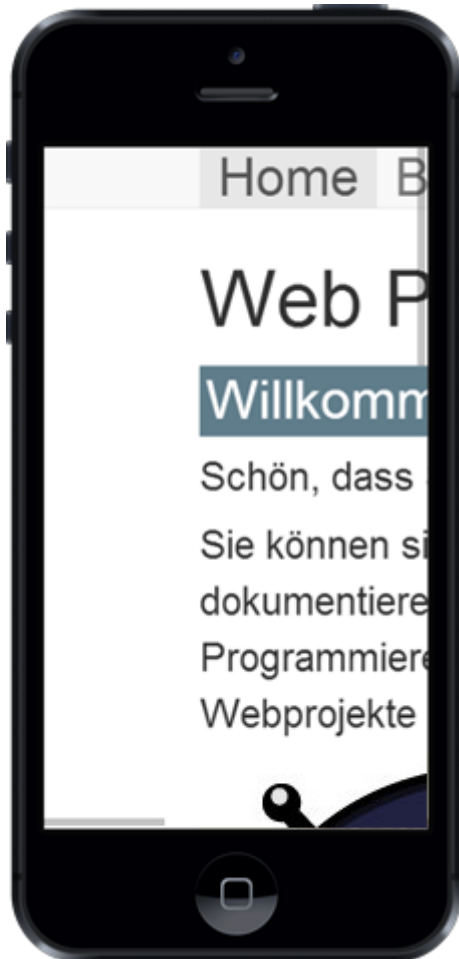 Home B
Web P
Willkomm
Schön, dass
Sie können si
dokumentiere
Programmiere
Webprojekte